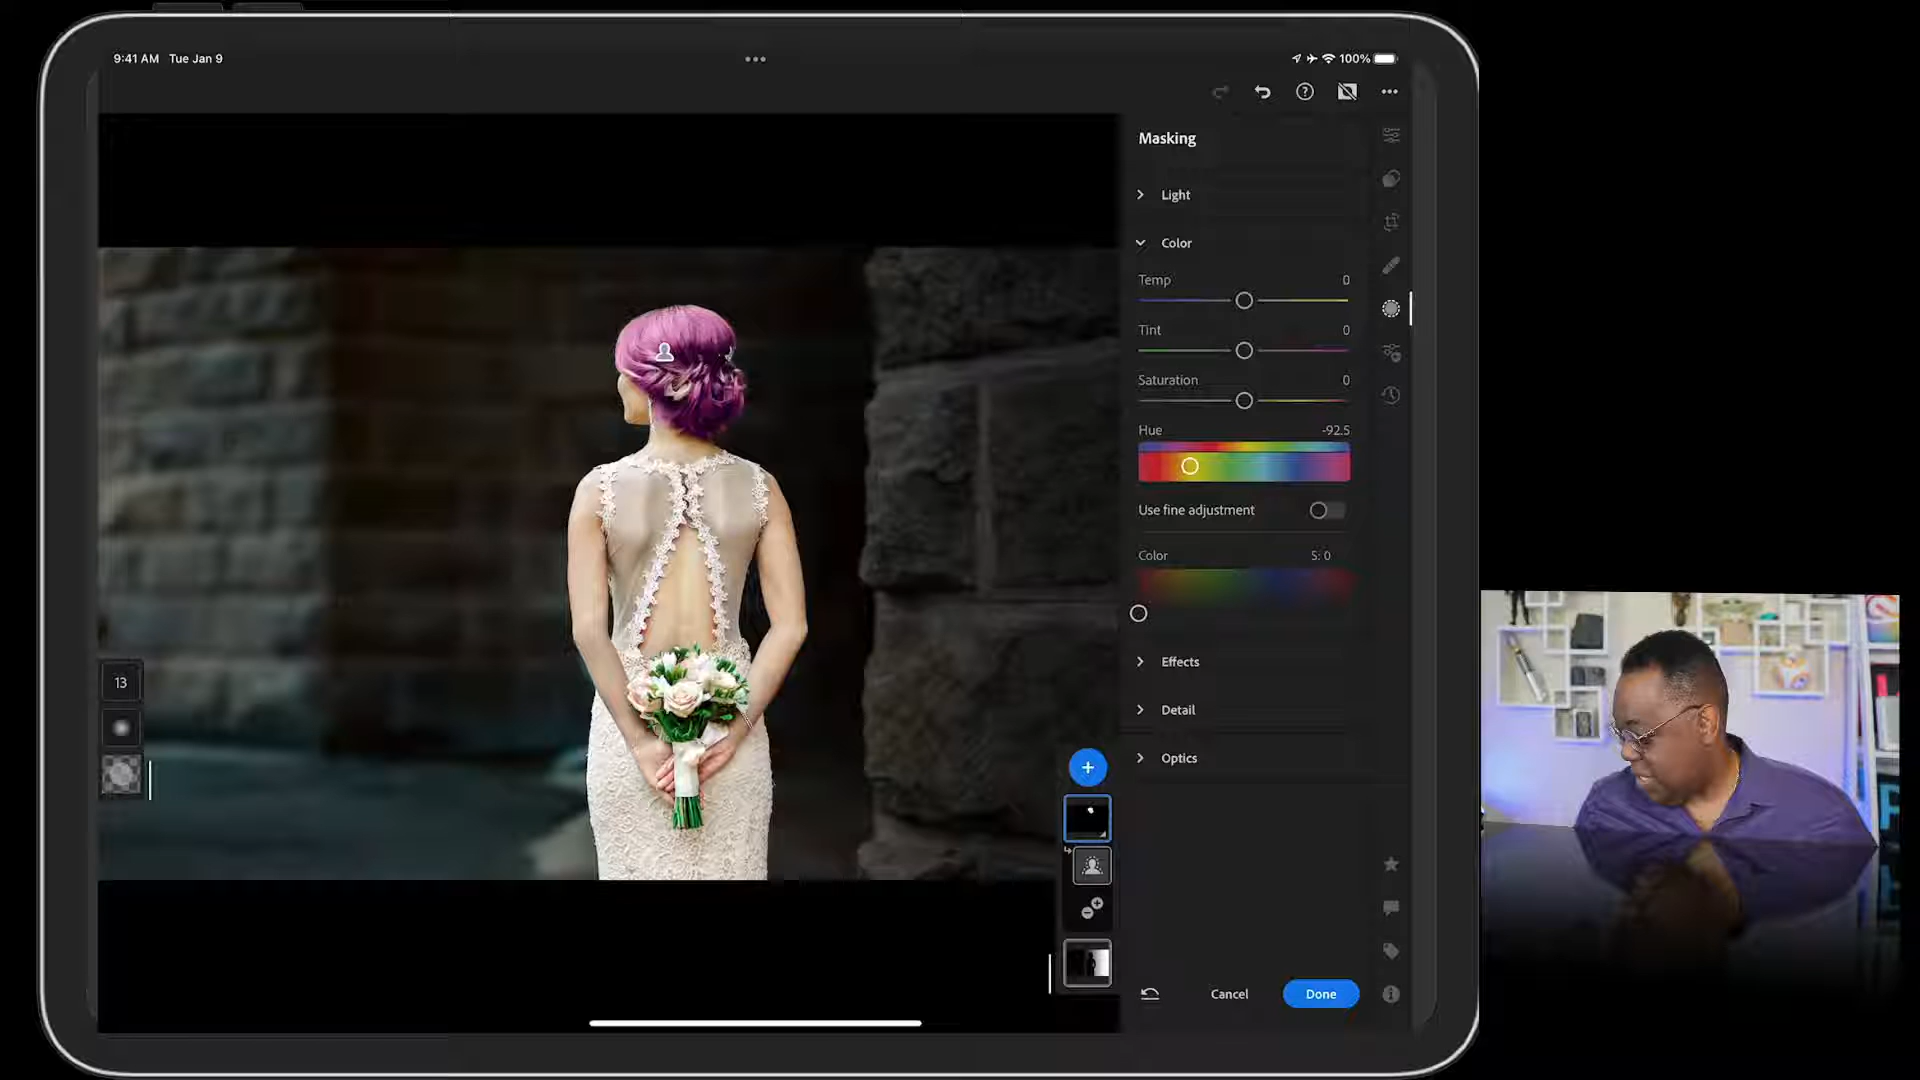 9:41 AM Tue Jan 9
100%
Masking
Light
Color
Temp 0
Tint 0
Saturation 0
Hue -92.5
Use fine adjustment
Color S: 0
Effects
Detail
Optics
13
Cancel Done